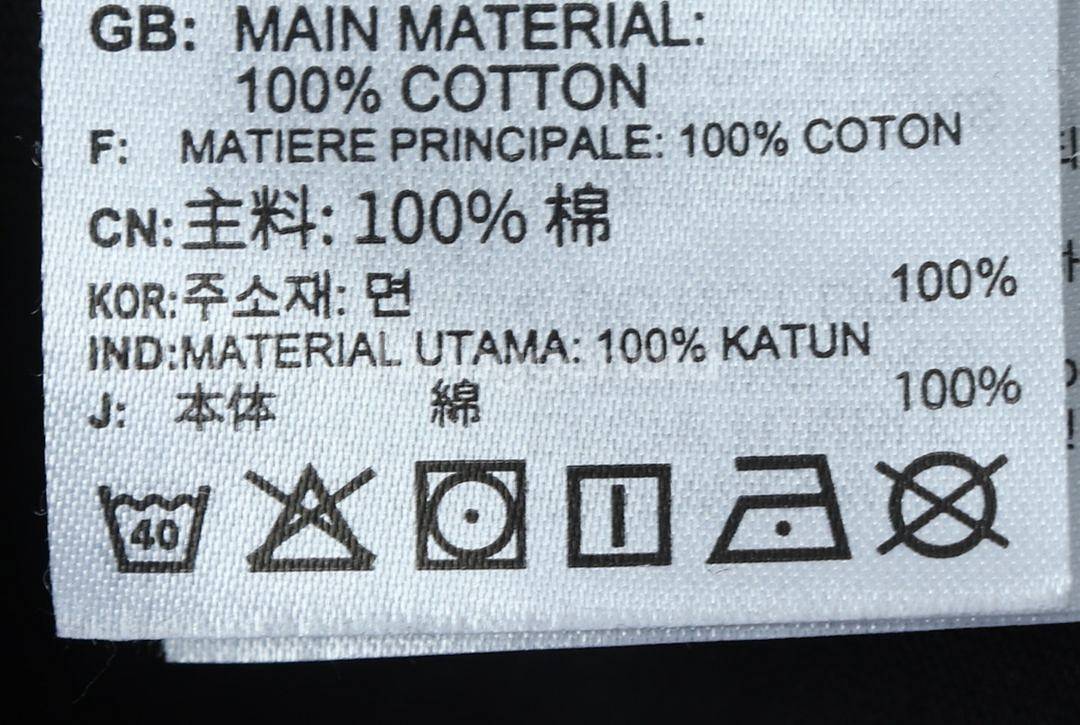 GB: MAIN MATERIAL:
100% COTTON
F: MATIERE PRINCIPALE: 100% COTON
CN:主料: 100% 棉
KOR:주소재: 면 100%
IND:MATERIAL UTAMA: 100% KATUN
J: 本体 綿 100%
40